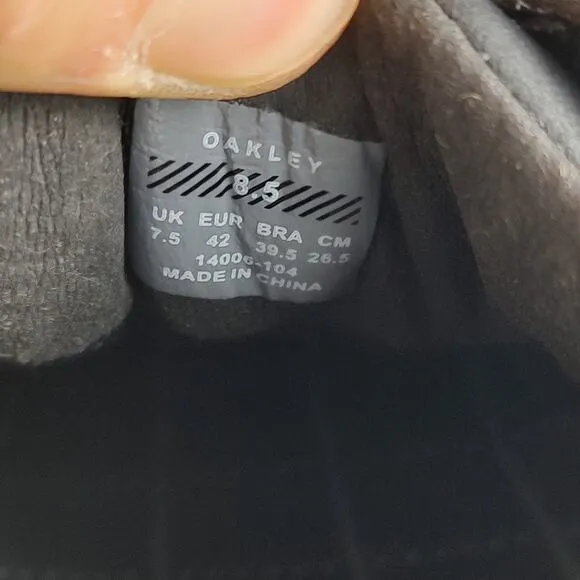 OAKLEY
8.5
UK EUR BRA CM
7.5 42 39.5 26.5
14006-104
MADE IN CHINA